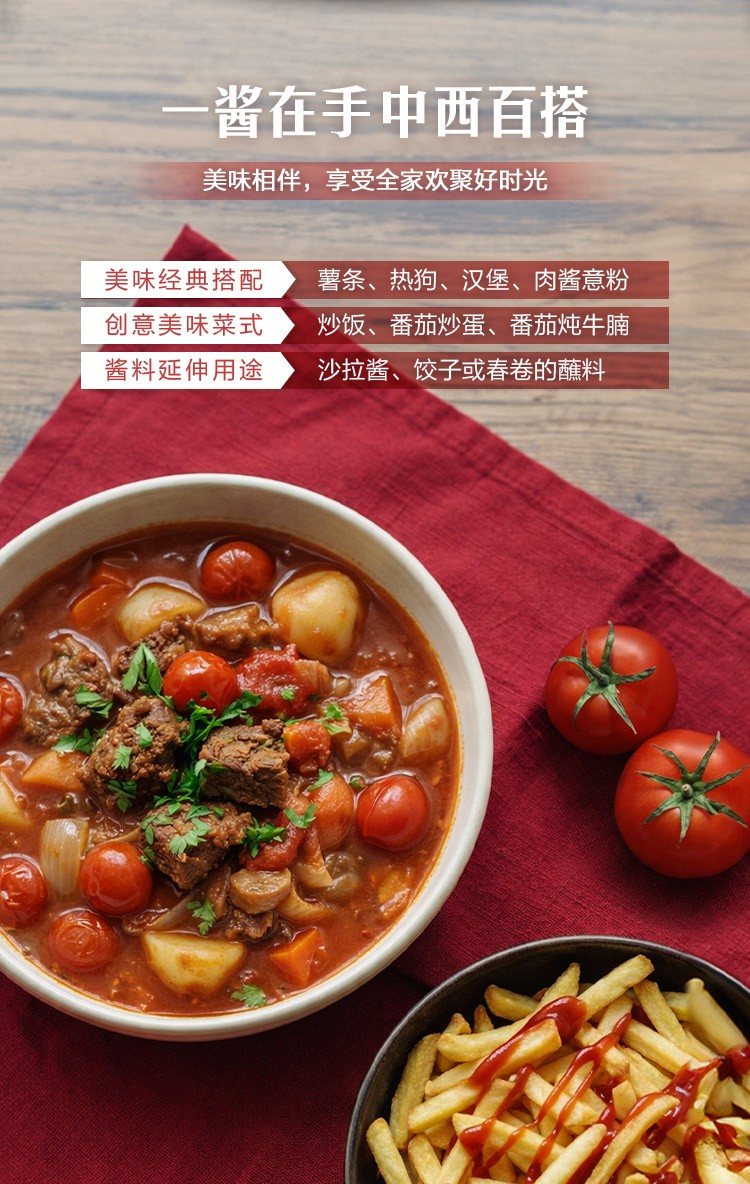 一酱在手中西百搭
美味相伴，享受全家欢聚好时光
美味经典搭配 薯条、热狗、汉堡、肉酱意粉
创意美味菜式 炒饭、番茄炒蛋、番茄炖牛腩
酱料延伸用途 沙拉酱、饺子或春卷的蘸料